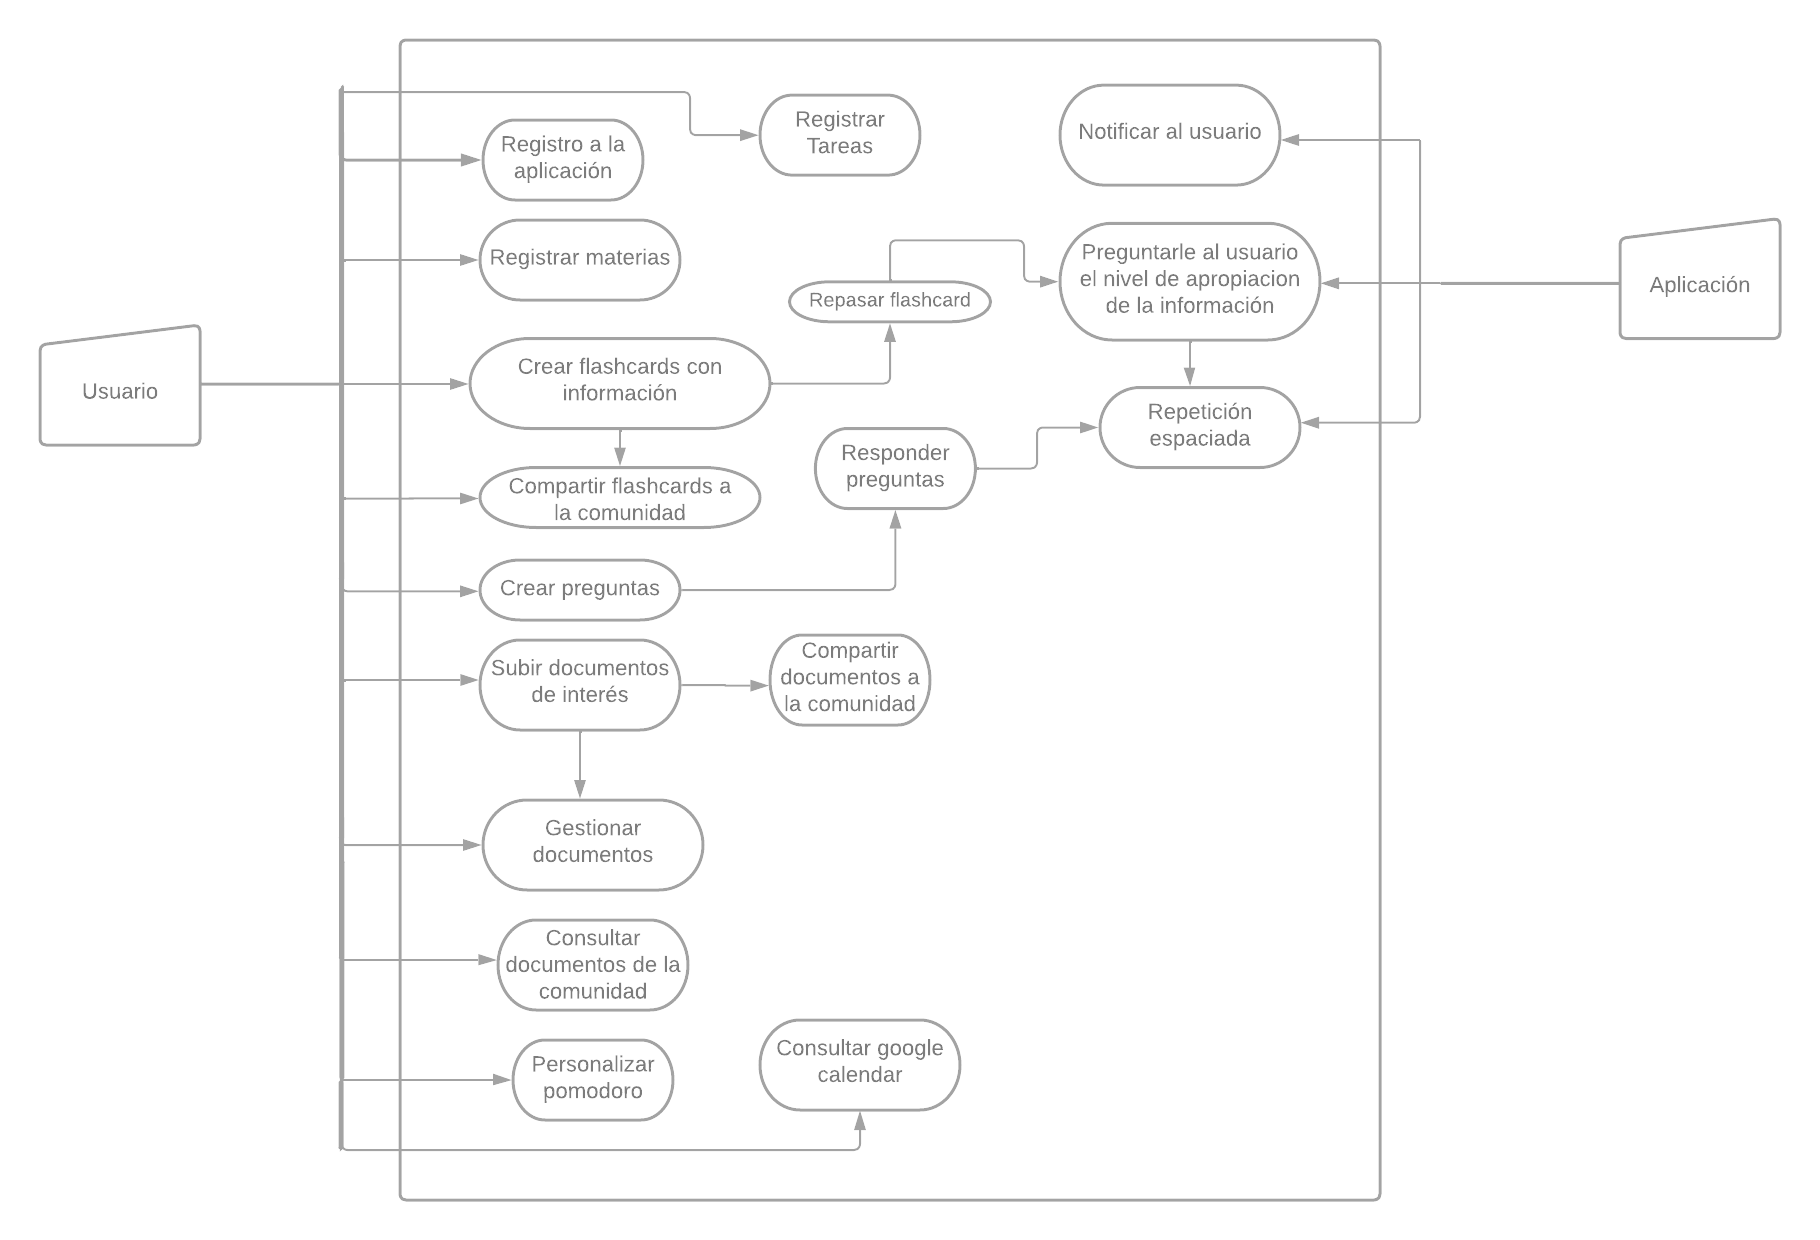 Registrar
Tareas
Notificar al usuario
Registro a la
aplicación
Registrar materias
Preguntarle al usuario
el nivel de apropiacion
de la información
Aplicación
Repasar flashcard
Usuario
Crear flashcards con
información
Repetición
espaciada
Responder
preguntas
Compartir flashcards a
la comunidad
Crear preguntas
Subir documentos
de interés
Compartir
documentos a
la comunidad
Gestionar
documentos
Consultar
documentos de la
comunidad
Personalizar
pomodoro
Consultar google
calendar